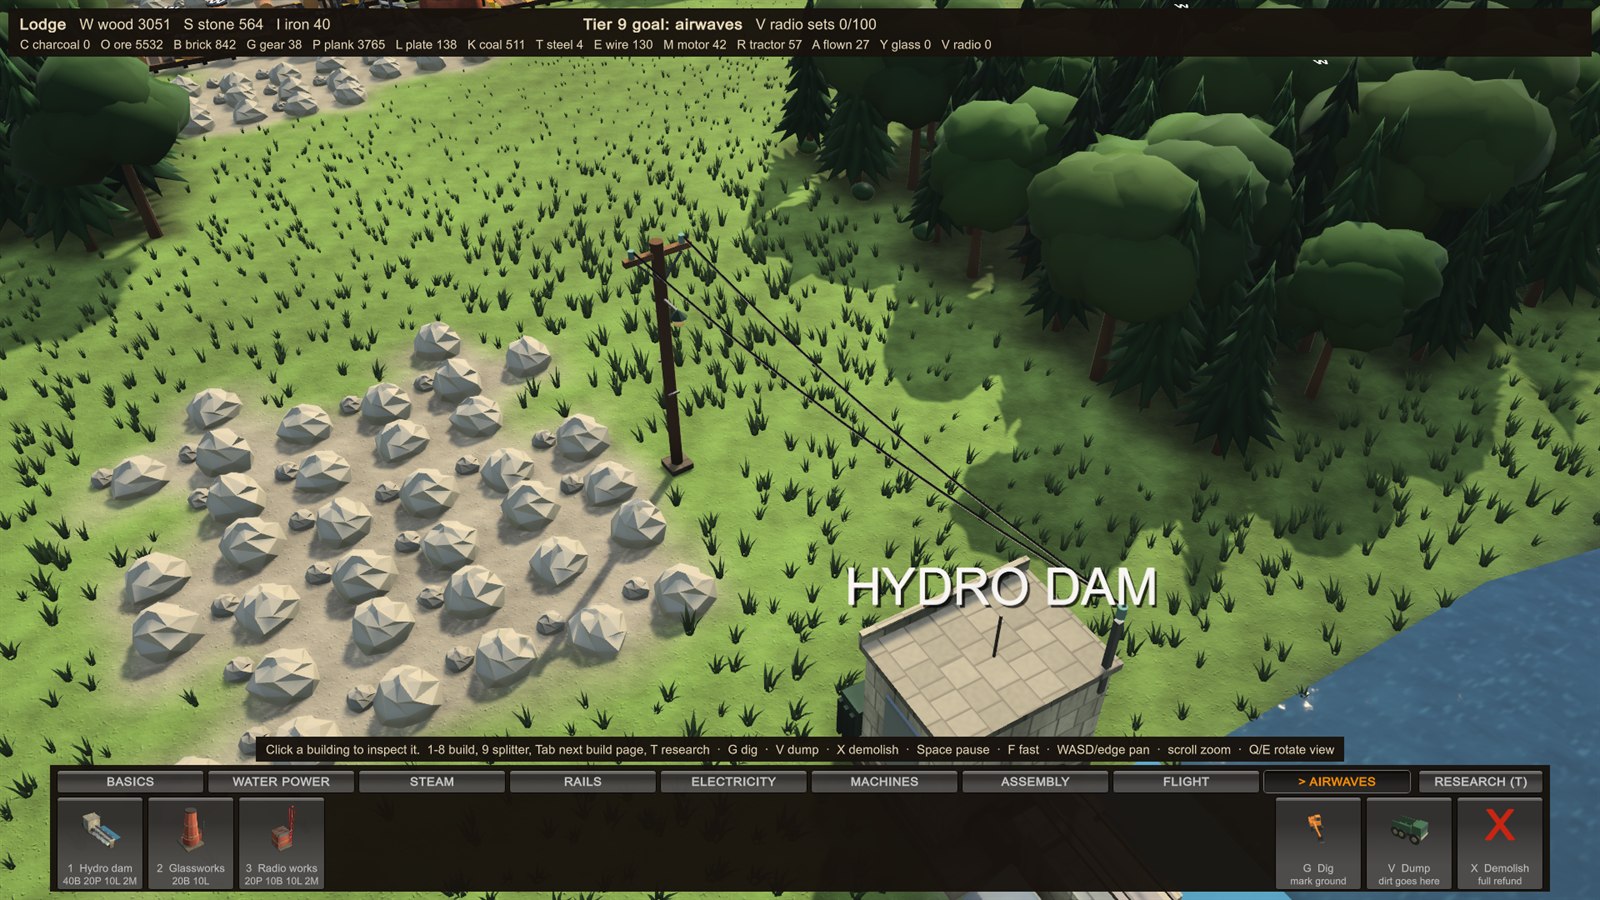 Lodge W wood 3051 S stone 564 I iron 40
Tier 9 goal: airwaves V radio sets 0/100
C charcoal 0 O ore 5532 B brick 842 G gear 38 P plank 3765 L plate 138 K coal 511 T steel 4 E wire 130 M motor 42 R tractor 57 A flown 27 Y glass 0 V radio 0
HYDRO DAM
Click a building to inspect it. 1-8 build, 9 splitter, Tab next build page, T research · G dig · V dump · X demolish · Space pause · F fast · WASD/edge pan · scroll zoom · Q/E rotate view
BASICS
WATER POWER
STEAM
RAILS
ELECTRICITY
MACHINES
ASSEMBLY
FLIGHT
> AIRWAVES
RESEARCH (T)
1 Hydro dam
40B 20P 10L 2M
2 Glassworks
20B 10L
3 Radio works
20P 10B 10L 2M
G Dig
mark ground
V Dump
dirt goes here
X Demolish
full refund